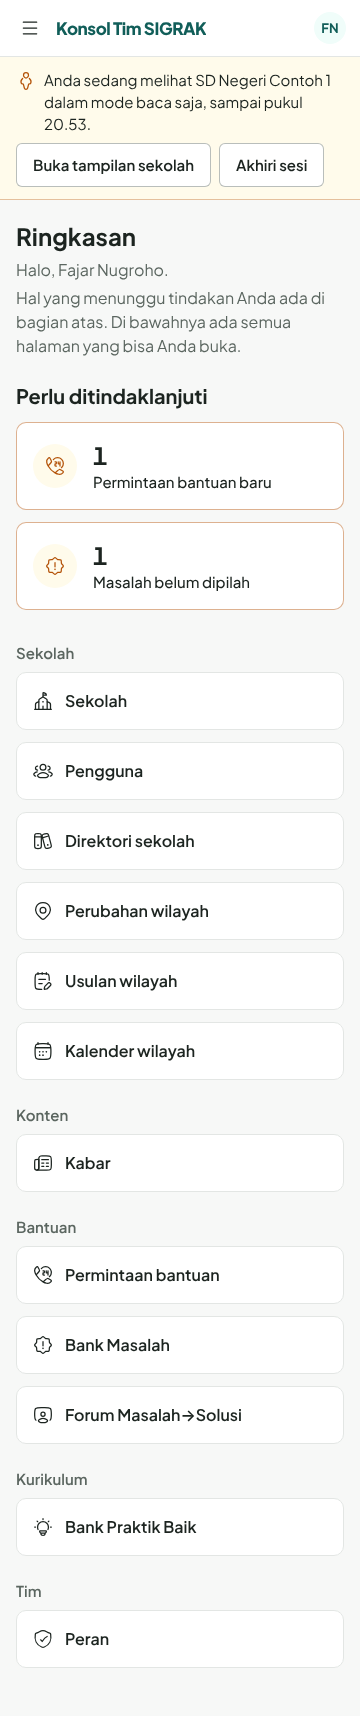 Konsol Tim SIGRAK
FN
Anda sedang melihat SD Negeri Contoh 1
dalam mode baca saja, sampai pukul
20.53.
Buka tampilan sekolah
Akhiri sesi
Ringkasan
Halo, Fajar Nugroho.
Hal yang menunggu tindakan Anda ada di
bagian atas. Di bawahnya ada semua
halaman yang bisa Anda buka.
Perlu ditindaklanjuti
1
Permintaan bantuan baru
1
Masalah belum dipilah
Sekolah
Sekolah
Pengguna
Direktori sekolah
Perubahan wilayah
Usulan wilayah
Kalender wilayah
Konten
Kabar
Bantuan
Permintaan bantuan
Bank Masalah
Forum Masalah→Solusi
Kurikulum
Bank Praktik Baik
Tim
Peran